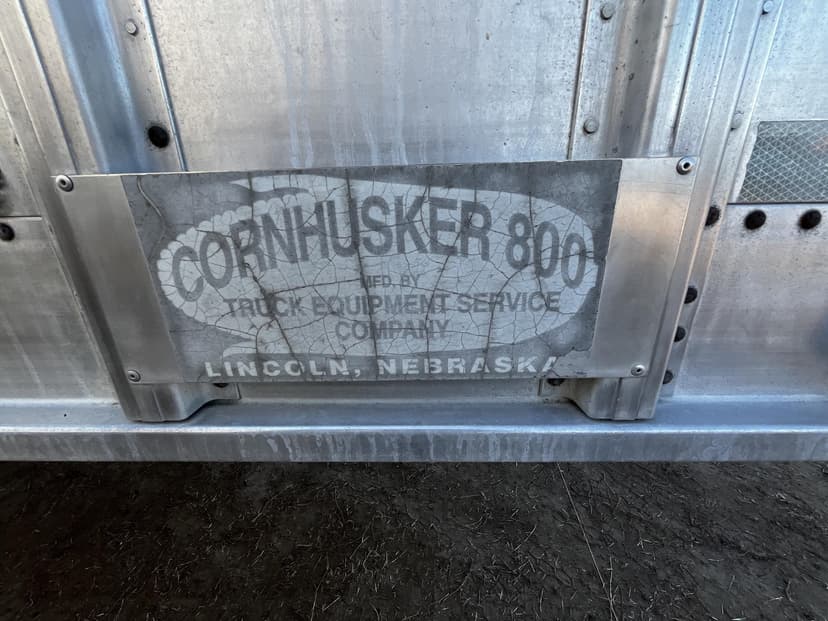 CORNHUSKER 800
MFD. BY
TRUCK EQUIPMENT SERVICE
COMPANY
LINCOLN, NEBRASKA